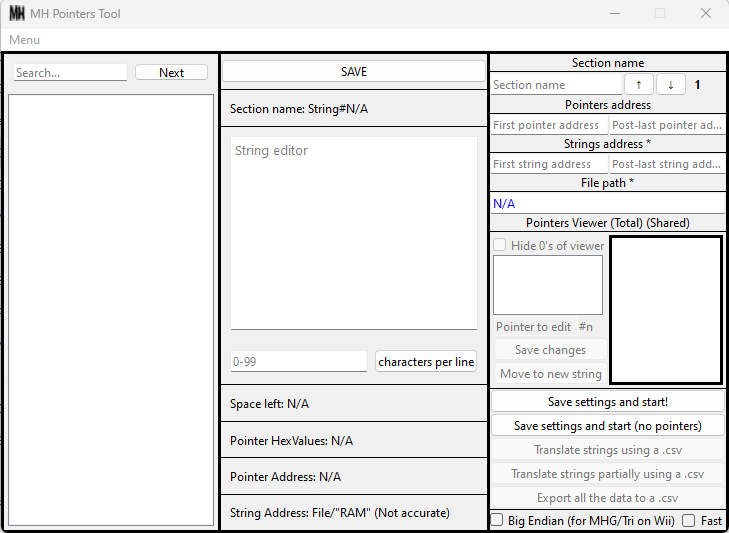 MH MH Pointers Tool
Menu
Search...
Next
SAVE
Section name: String#N/A
String editor
0-99
characters per line
Space left: N/A
Pointer HexValues: N/A
Pointer Address: N/A
String Address: File/"RAM" (Not accurate)
Section name
Section name ↑ ↓ 1
Pointers address
First pointer address Post-last pointer ad...
Strings address *
First string address Post-last string addr...
File path *
N/A
Pointers Viewer (Total) (Shared)
Hide 0's of viewer
Pointer to edit #n
Save changes
Move to new string
Save settings and start!
Save settings and start (no pointers)
Translate strings using a .csv
Translate strings partially using a .csv
Export all the data to a .csv
Big Endian (for MHG/Tri on Wii) Fast